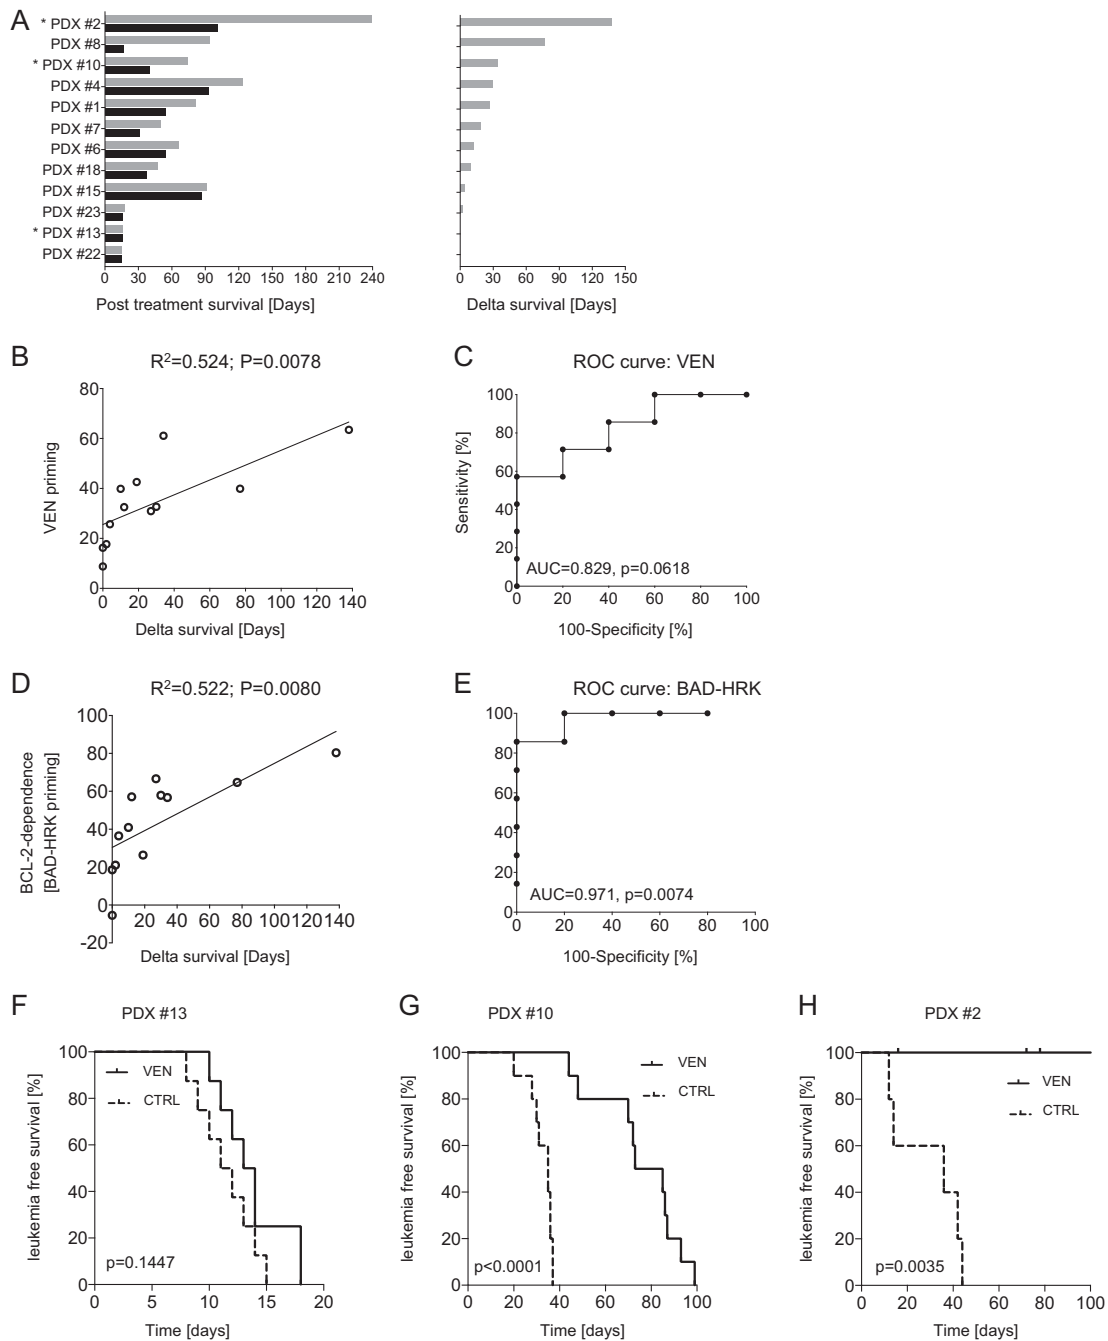 A
* PDX #2
PDX #8
* PDX #10
PDX #4
PDX #1
PDX #7
PDX #6
PDX #18
PDX #15
PDX #23
* PDX #13
PDX #22
0 30 60 90 120 150 180 210 240
Post treatment survival [Days]
0 30 60 90 120 150
Delta survival [Days]
B
R²=0.524; P=0.0078
VEN priming
80
60
40
20
0
0 20 40 60 80 100 120 140
Delta survival [Days]
C
ROC curve: VEN
Sensitivity [%]
100
80
60
40
20
0
AUC=0.829, p=0.0618
0 20 40 60 80 100
100-Specificity [%]
D
R²=0.522; P=0.0080
BCL-2-dependence
[BAD-HRK priming]
100
80
60
40
20
0
-20
20 40 60 80 100 120 140
Delta survival [Days]
E
ROC curve: BAD-HRK
100
80
60
40
20
0
AUC=0.971, p=0.0074
0 20 40 60 80 100
100-Specificity [%]
F
PDX #13
leukemia free survival [%]
100
80
60
40
20
0
VEN
CTRL
p=0.1447
0 5 10 15 20
Time [days]
G
PDX #10
leukemia free survival [%]
100
80
60
40
20
0
VEN
CTRL
p<0.0001
0 20 40 60 80 100
Time [days]
H
PDX #2
leukemia free survival [%]
100
80
60
40
20
0
VEN
CTRL
p=0.0035
0 20 40 60 80 100
Time [days]